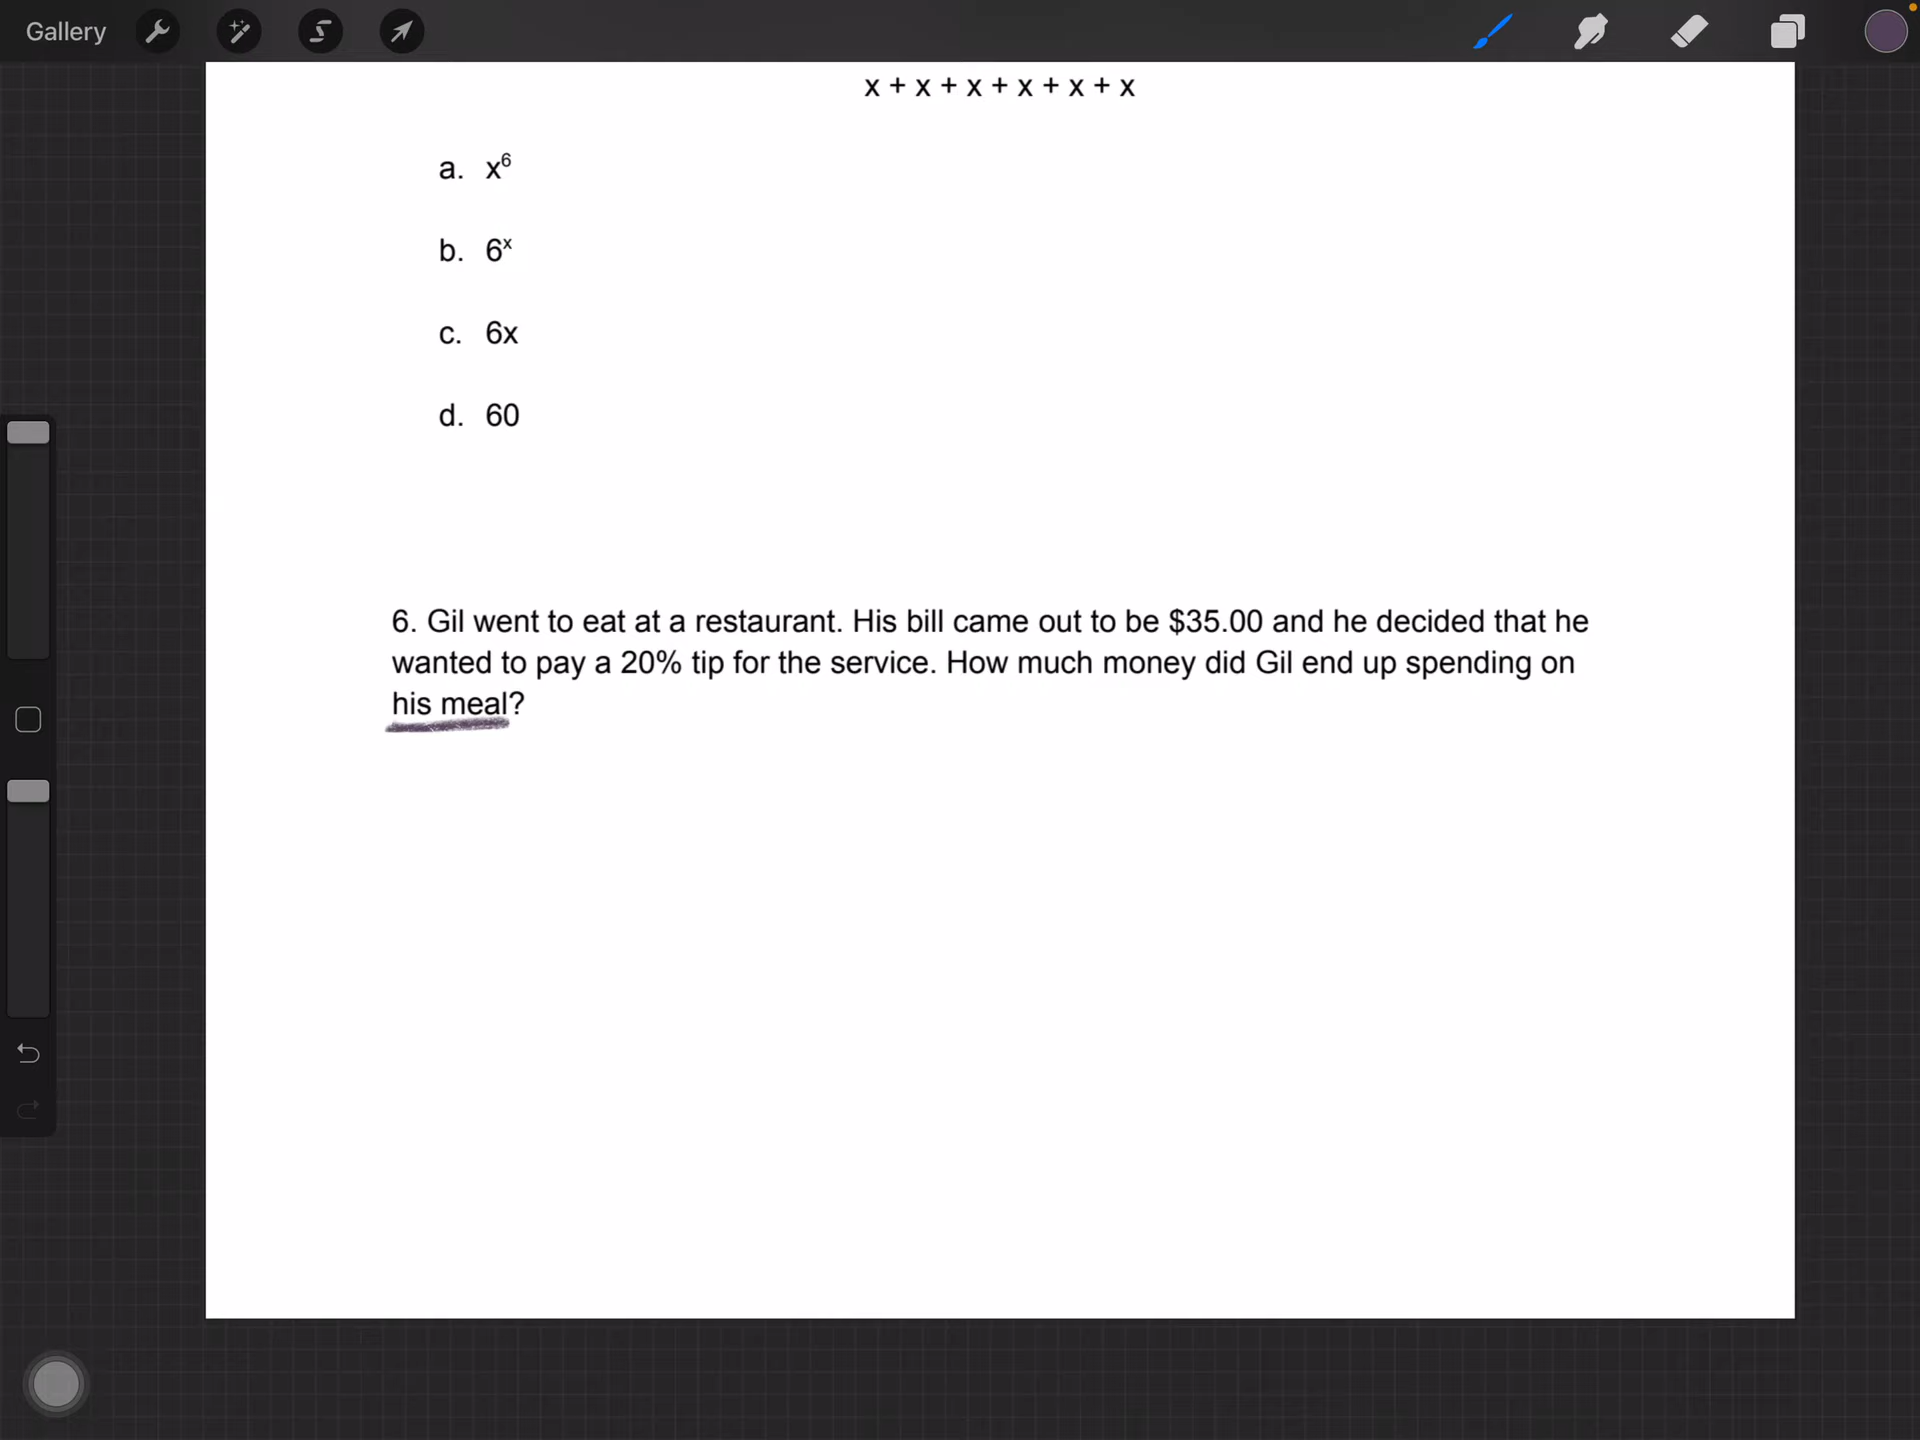 Gallery
x + x + x + x + x + x
a. x⁶
b. 6ˣ
c. 6x
d. 60
6. Gil went to eat at a restaurant. His bill came out to be $35.00 and he decided that he
wanted to pay a 20% tip for the service. How much money did Gil end up spending on
his meal?